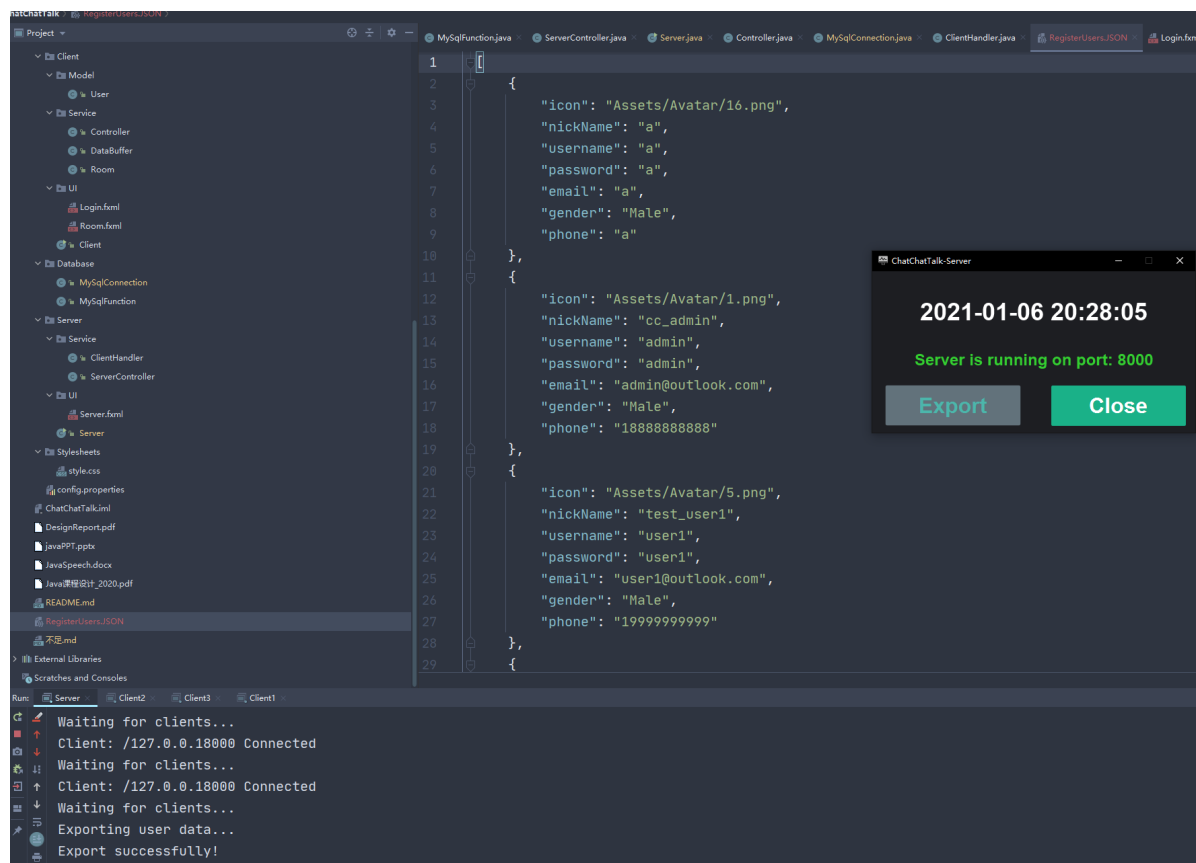 hatChatTalk RegisterUsers.JSON
Project
MySqlFunction.java ServerController.java Server.java Controller.java MySqlConnection.java ClientHandler.java RegisterUsers.JSON Login.fxm
Client
Model
User
Service
Controller
DataBuffer
Room
UI
Login.fxml
Room.fxml
Client
Database
MySqlConnection
MySqlFunction
Server
Service
ClientHandler
ServerController
UI
Server.fxml
Server
Stylesheets
style.css
config.properties
ChatChatTalk.iml
DesignReport.pdf
javaPPT.pptx
JavaSpeech.docx
Java课程设计_2020.pdf
README.md
RegisterUsers.JSON
不足.md
External Libraries
Scratches and Consoles
1 [
2 {
3 "icon": "Assets/Avatar/16.png",
4 "nickName": "a",
5 "username": "a",
6 "password": "a",
7 "email": "a",
8 "gender": "Male",
9 "phone": "a"
10 },
11 {
12 "icon": "Assets/Avatar/1.png",
13 "nickName": "cc_admin",
14 "username": "admin",
15 "password": "admin",
16 "email": "admin@outlook.com",
17 "gender": "Male",
18 "phone": "18888888888"
19 },
20 {
21 "icon": "Assets/Avatar/5.png",
22 "nickName": "test_user1",
23 "username": "user1",
24 "password": "user1",
25 "email": "user1@outlook.com",
26 "gender": "Male",
27 "phone": "19999999999"
28 },
29 {
ChatChatTalk-Server
2021-01-06 20:28:05
Server is running on port: 8000
Export Close
Run: Server Client2 Client3 Client1
Waiting for clients...
Client: /127.0.0.18000 Connected
Waiting for clients...
Client: /127.0.0.18000 Connected
Waiting for clients...
Exporting user data...
Export successfully!